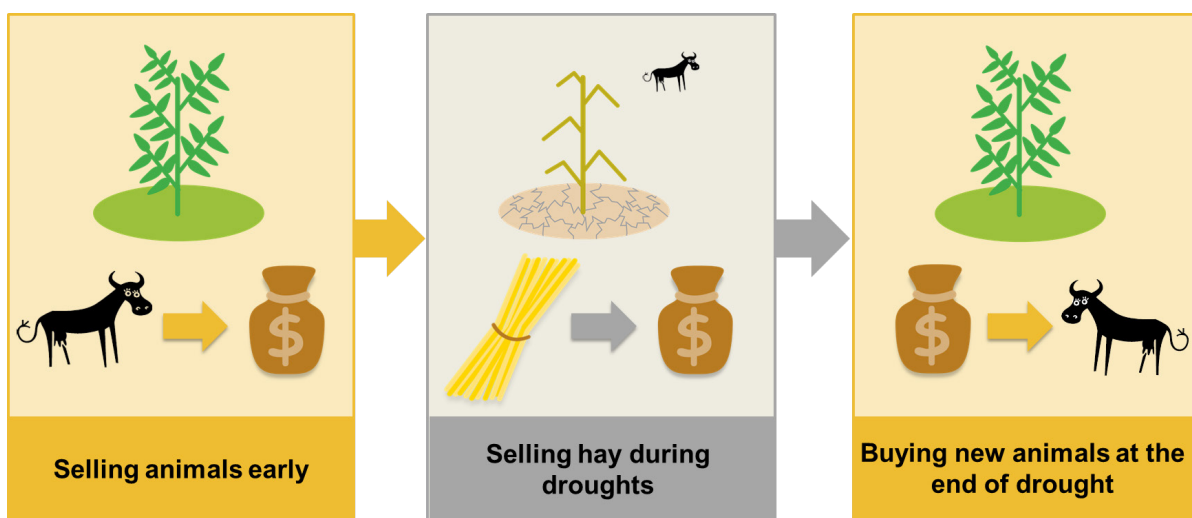 $
$
$
Selling animals early
Selling hay during
droughts
Buying new animals at the
end of drought